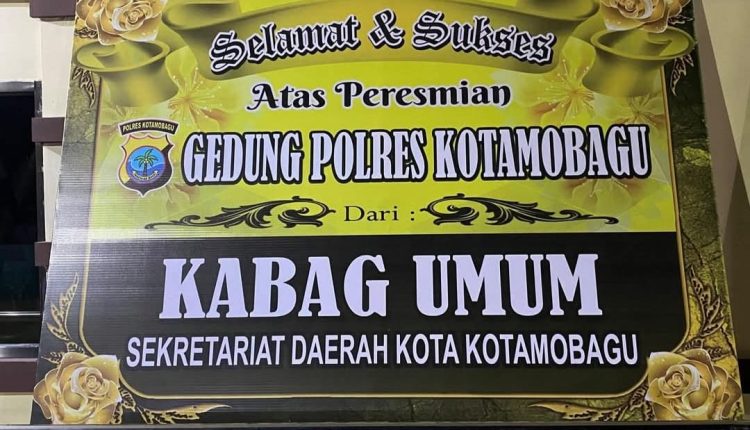 Selamat & Sukses
Atas Peresmian
POLRES KOTAMOBAGU
GEDUNG POLRES KOTAMOBAGU
Dari :
KABAG UMUM
SEKRETARIAT DAERAH KOTA KOTAMOBAGU